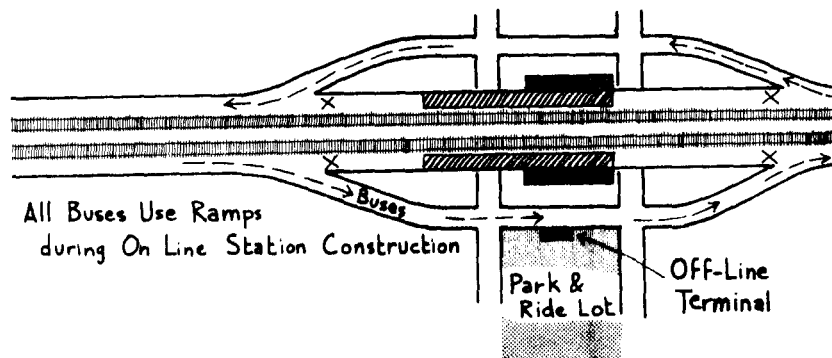 Buses
All Buses Use Ramps
during On Line Station Construction
Park &
Ride Lot
OFF-Line
Terminal